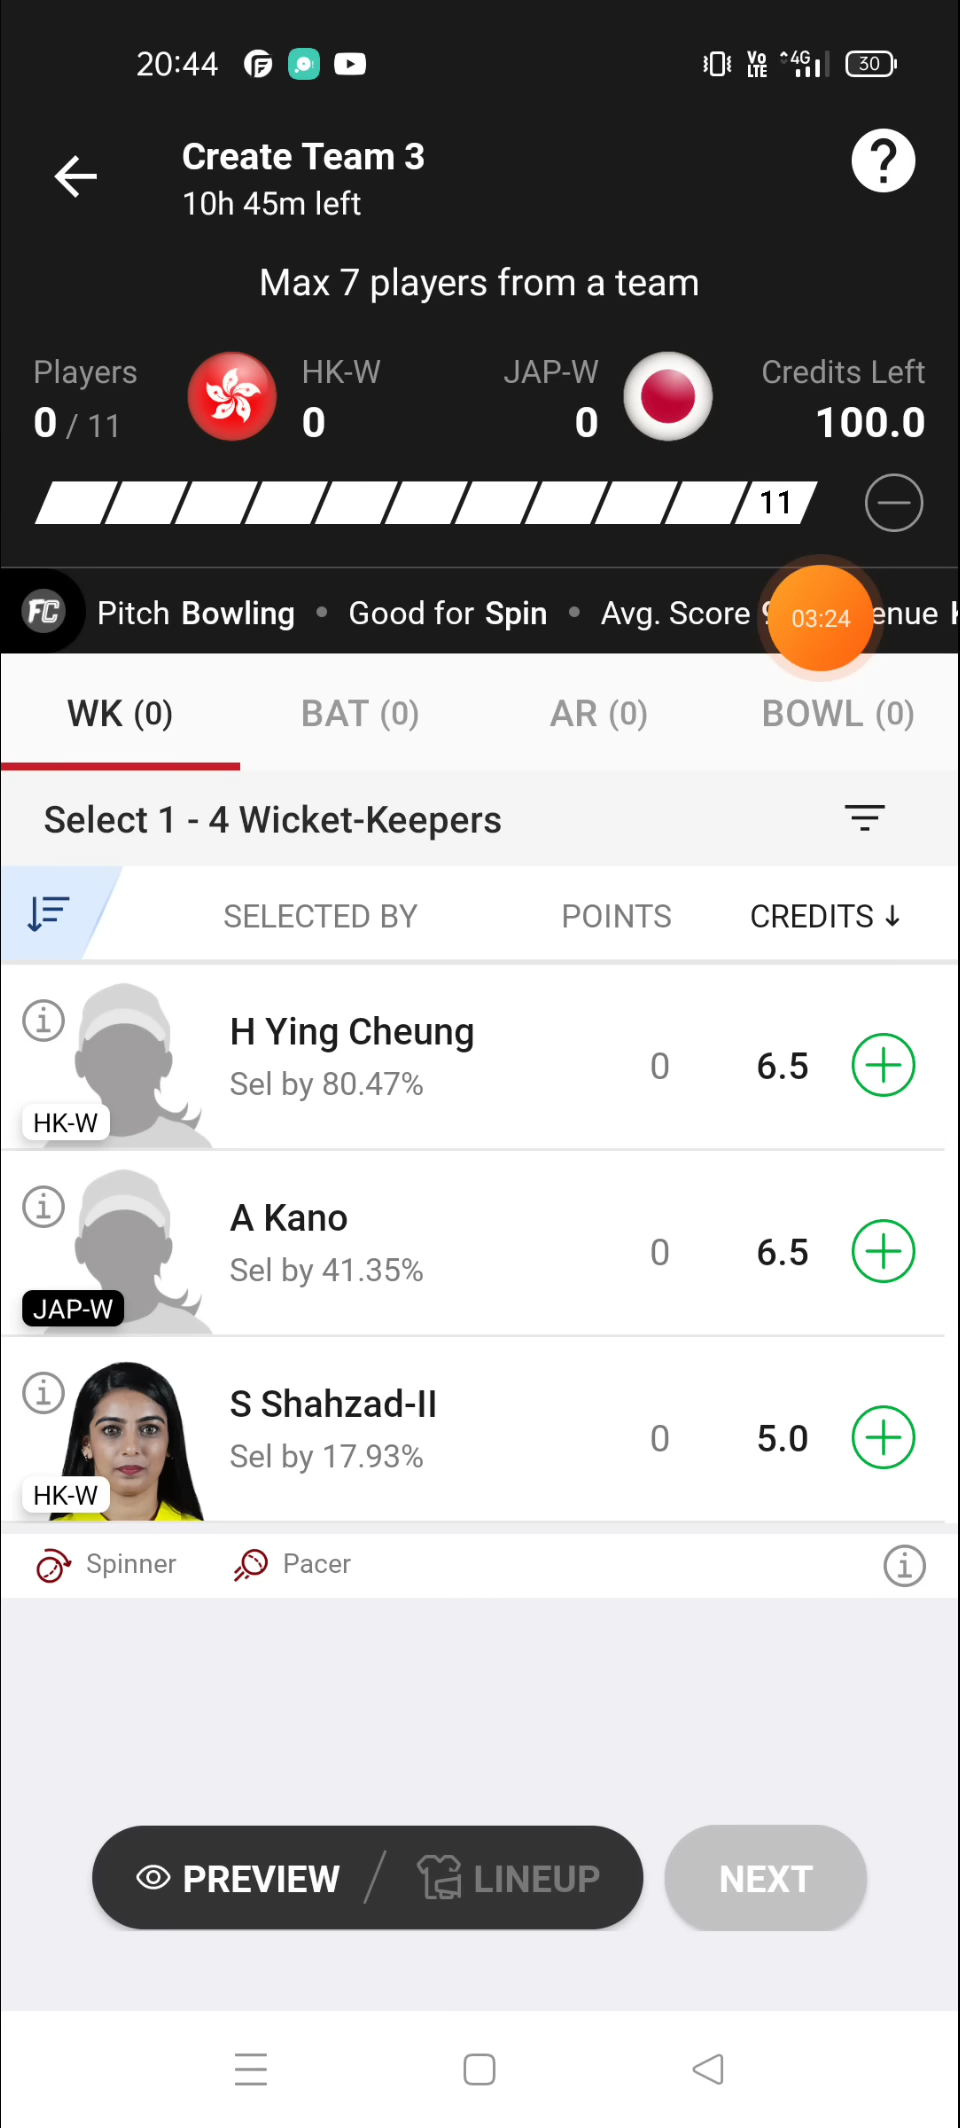 20:44
Vo LTE 4G 30
Create Team 3
10h 45m left
?
Max 7 players from a team
Players HK-W JAP-W Credits Left
0 / 11 0 0 100.0
11
FC Pitch Bowling • Good for Spin • Avg. Score 03:24
WK (0) BAT (0) AR (0) BOWL (0)
Select 1 - 4 Wicket-Keepers
SELECTED BY POINTS CREDITS ↓
H Ying Cheung
Sel by 80.47% 0 6.5
HK-W
A Kano
Sel by 41.35% 0 6.5
JAP-W
S Shahzad-II
Sel by 17.93% 0 5.0
HK-W
Spinner Pacer
PREVIEW / LINEUP NEXT